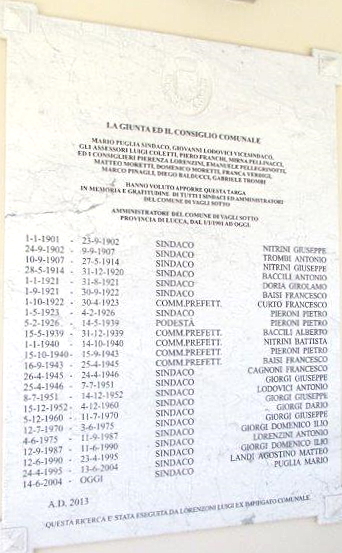 LA GIUNTA ED IL CONSIGLIO COMUNALE
MARIO PUGLIA SINDACO, GIOVANNI LODOVICI VICESINDACO,
GLI ASSESSORI LUIGI COLETTI, PIERO FRANCHI, MIRNA PELLINACCI,
ED I CONSIGLIERI PIERENZA LORENZINI, EMANUELE PELLEGRINOTTI,
MATTEO MORETTI, DOMENICO MORETTI, FRANCA VERDIGI,
MARCO PINAGLI, DIEGO BALDUCCI, GABRIELE TROMBI
HANNO VOLUTO APPORRE QUESTA TARGA
IN MEMORIA E GRATITUDINE DI TUTTI I SINDACI ED AMMINISTRATORI
DEL COMUNE DI VAGLI SOTTO
AMMINISTRATORE DEL COMUNE DI VAGLI SOTTO
PROVINCIA DI LUCCA, DAL 1/1/1901 AD OGGI.
1-1-1901 - 23-9-1902 SINDACO NITRINI GIUSEPPE
24-9-1902 - 9-9-1907 SINDACO TROMBI ANTONIO
10-9-1907 - 27-5-1914 SINDACO NITRINI GIUSEPPE
28-5-1914 - 31-12-1920 SINDACO BACCILI ANTONIO
1-1-1921 - 31-8-1921 SINDACO DORIA GIROLAMO
1-9-1921 - 30-9-1922 SINDACO BAISI FRANCESCO
1-10-1922 - 30-4-1923 COMM.PREFETT. CURTO FRANCESCO
1-5-1923 - 4-2-1926 SINDACO PIERONI PIETRO
5-2-1926 - 14-5-1939 PODESTÀ PIERONI PIETRO
15-5-1939 - 31-12-1939 COMM.PREFETT. BACCILI ALBERTO
1-1-1940 - 14-10-1940 COMM.PREFETT. NITRINI BATTISTA
15-10-1940 - 15-9-1943 COMM.PREFETT. PIERONI PIETRO
16-9-1943 - 25-4-1945 COMM.PREFETT. BAISI FRANCESCO
26-4-1945 - 24-4-1946 SINDACO CAGNONI FRANCESCO
25-4-1946 - 7-7-1951 SINDACO GIORGI GIUSEPPE
8-7-1951 - 14-12-1952 SINDACO LODOVICI ANTONIO
15-12-1952 - 4-12-1960 SINDACO GIORGI DARIO
5-12-1960 - 11-7-1970 SINDACO GIORGI GIUSEPPE
12-7-1970 - 3-6-1975 SINDACO GIORGI DOMENICO ILIO
4-6-1975 - 11-9-1987 SINDACO LORENZINI ANTONIO
12-9-1987 - 11-6-1990 SINDACO GIORGI DOMENICO ILIO
12-6-1990 - 23-4-1995 SINDACO LANDI AGOSTINO MATTEO
24-4-1995 - 13-6-2004 SINDACO PUGLIA MARIO
14-6-2004 - OGGI
A.D. 2013
QUESTA RICERCA E' STATA ESEGUITA DA LORENZONI LUIGI EX IMPIEGATO COMUNALE.